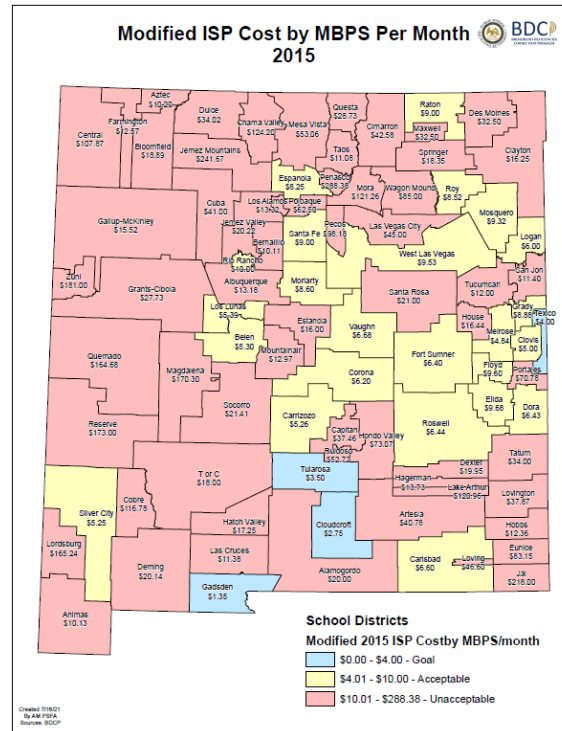 Modified ISP Cost by MBPS Per Month
2015
BDCP
Aztec
$10.20
Farmington
$12.57
Bloomfield
$18.89
Central
$107.87
Dulce
$34.02
Chama Valley
$124.20
Jemez Mountains
$241.67
Mesa Vista
$53.06
Questa
$28.73
Taos
$11.08
Cimarron
$42.58
Raton
$9.00
Maxwell
$32.50
Des Moines
$32.50
Springer
$18.35
Clayton
$16.25
Espanola
$8.25
Penasco
$288.38
Mora
$121.26
Wagon Mound
$85.00
Roy
$8.52
Mosquero
$9.32
Logan
$6.00
Gallup-McKinley
$15.52
Cuba
$41.00
Los Alamos
Pojoaque
$62.50
Jemez Valley
$20.22
Bernalillo
$10.11
Santa Fe
$9.00
Pecos
$98.18
Las Vegas City
$45.00
West Las Vegas
$9.53
Rio Rancho
$10.00
Zuni
$181.00
Grants-Cibola
$27.73
Albuquerque
$13.18
Moriarty
$8.60
Santa Rosa
$21.00
Tucumcari
$12.00
San Jon
$11.40
Los Lunas
$5.39
Belen
$5.30
Estancia
$16.00
Vaughn
$6.68
House
$16.44
Grady
$8.88
Melrose
$4.84
Clovis
$5.00
Texico
$4.00
Quemado
$164.68
Magdalena
$170.30
Mountainair
$12.97
Fort Sumner
$6.40
Floyd
$9.60
Portales
$70.78
Corona
$6.20
Elida
$9.68
Dora
$6.43
Reserve
$173.00
Socorro
$21.41
Carrizozo
$5.26
Capitan
$37.46
Hondo Valley
$73.07
Roswell
$6.44
Ruidoso
Dexter
$19.95
Tatum
$34.00
T or C
$18.00
Tularosa
$3.50
Hagerman
$13.73
Lake Arthur
Lovington
$37.87
Silver City
$5.25
Cobre
$116.78
Cloudcroft
$2.75
Artesia
$40.78
Hatch Valley
$17.25
Hobbs
$12.36
Lordsburg
$165.24
Deming
$20.14
Las Cruces
$11.38
Alamogordo
$20.00
Carlsbad
$6.60
Loving
$46.60
Eunice
$83.15
Jal
$218.00
Gadsden
$1.35
Animas
$10.13
School Districts
Modified 2015 ISP Costby MBPS/month
$0.00 - $4.00 - Goal
$4.01 - $10.00 - Acceptable
$10.01 - $288.38 - Unacceptable
Created 7/16/21
By AM PSFA
Sources: BDCP